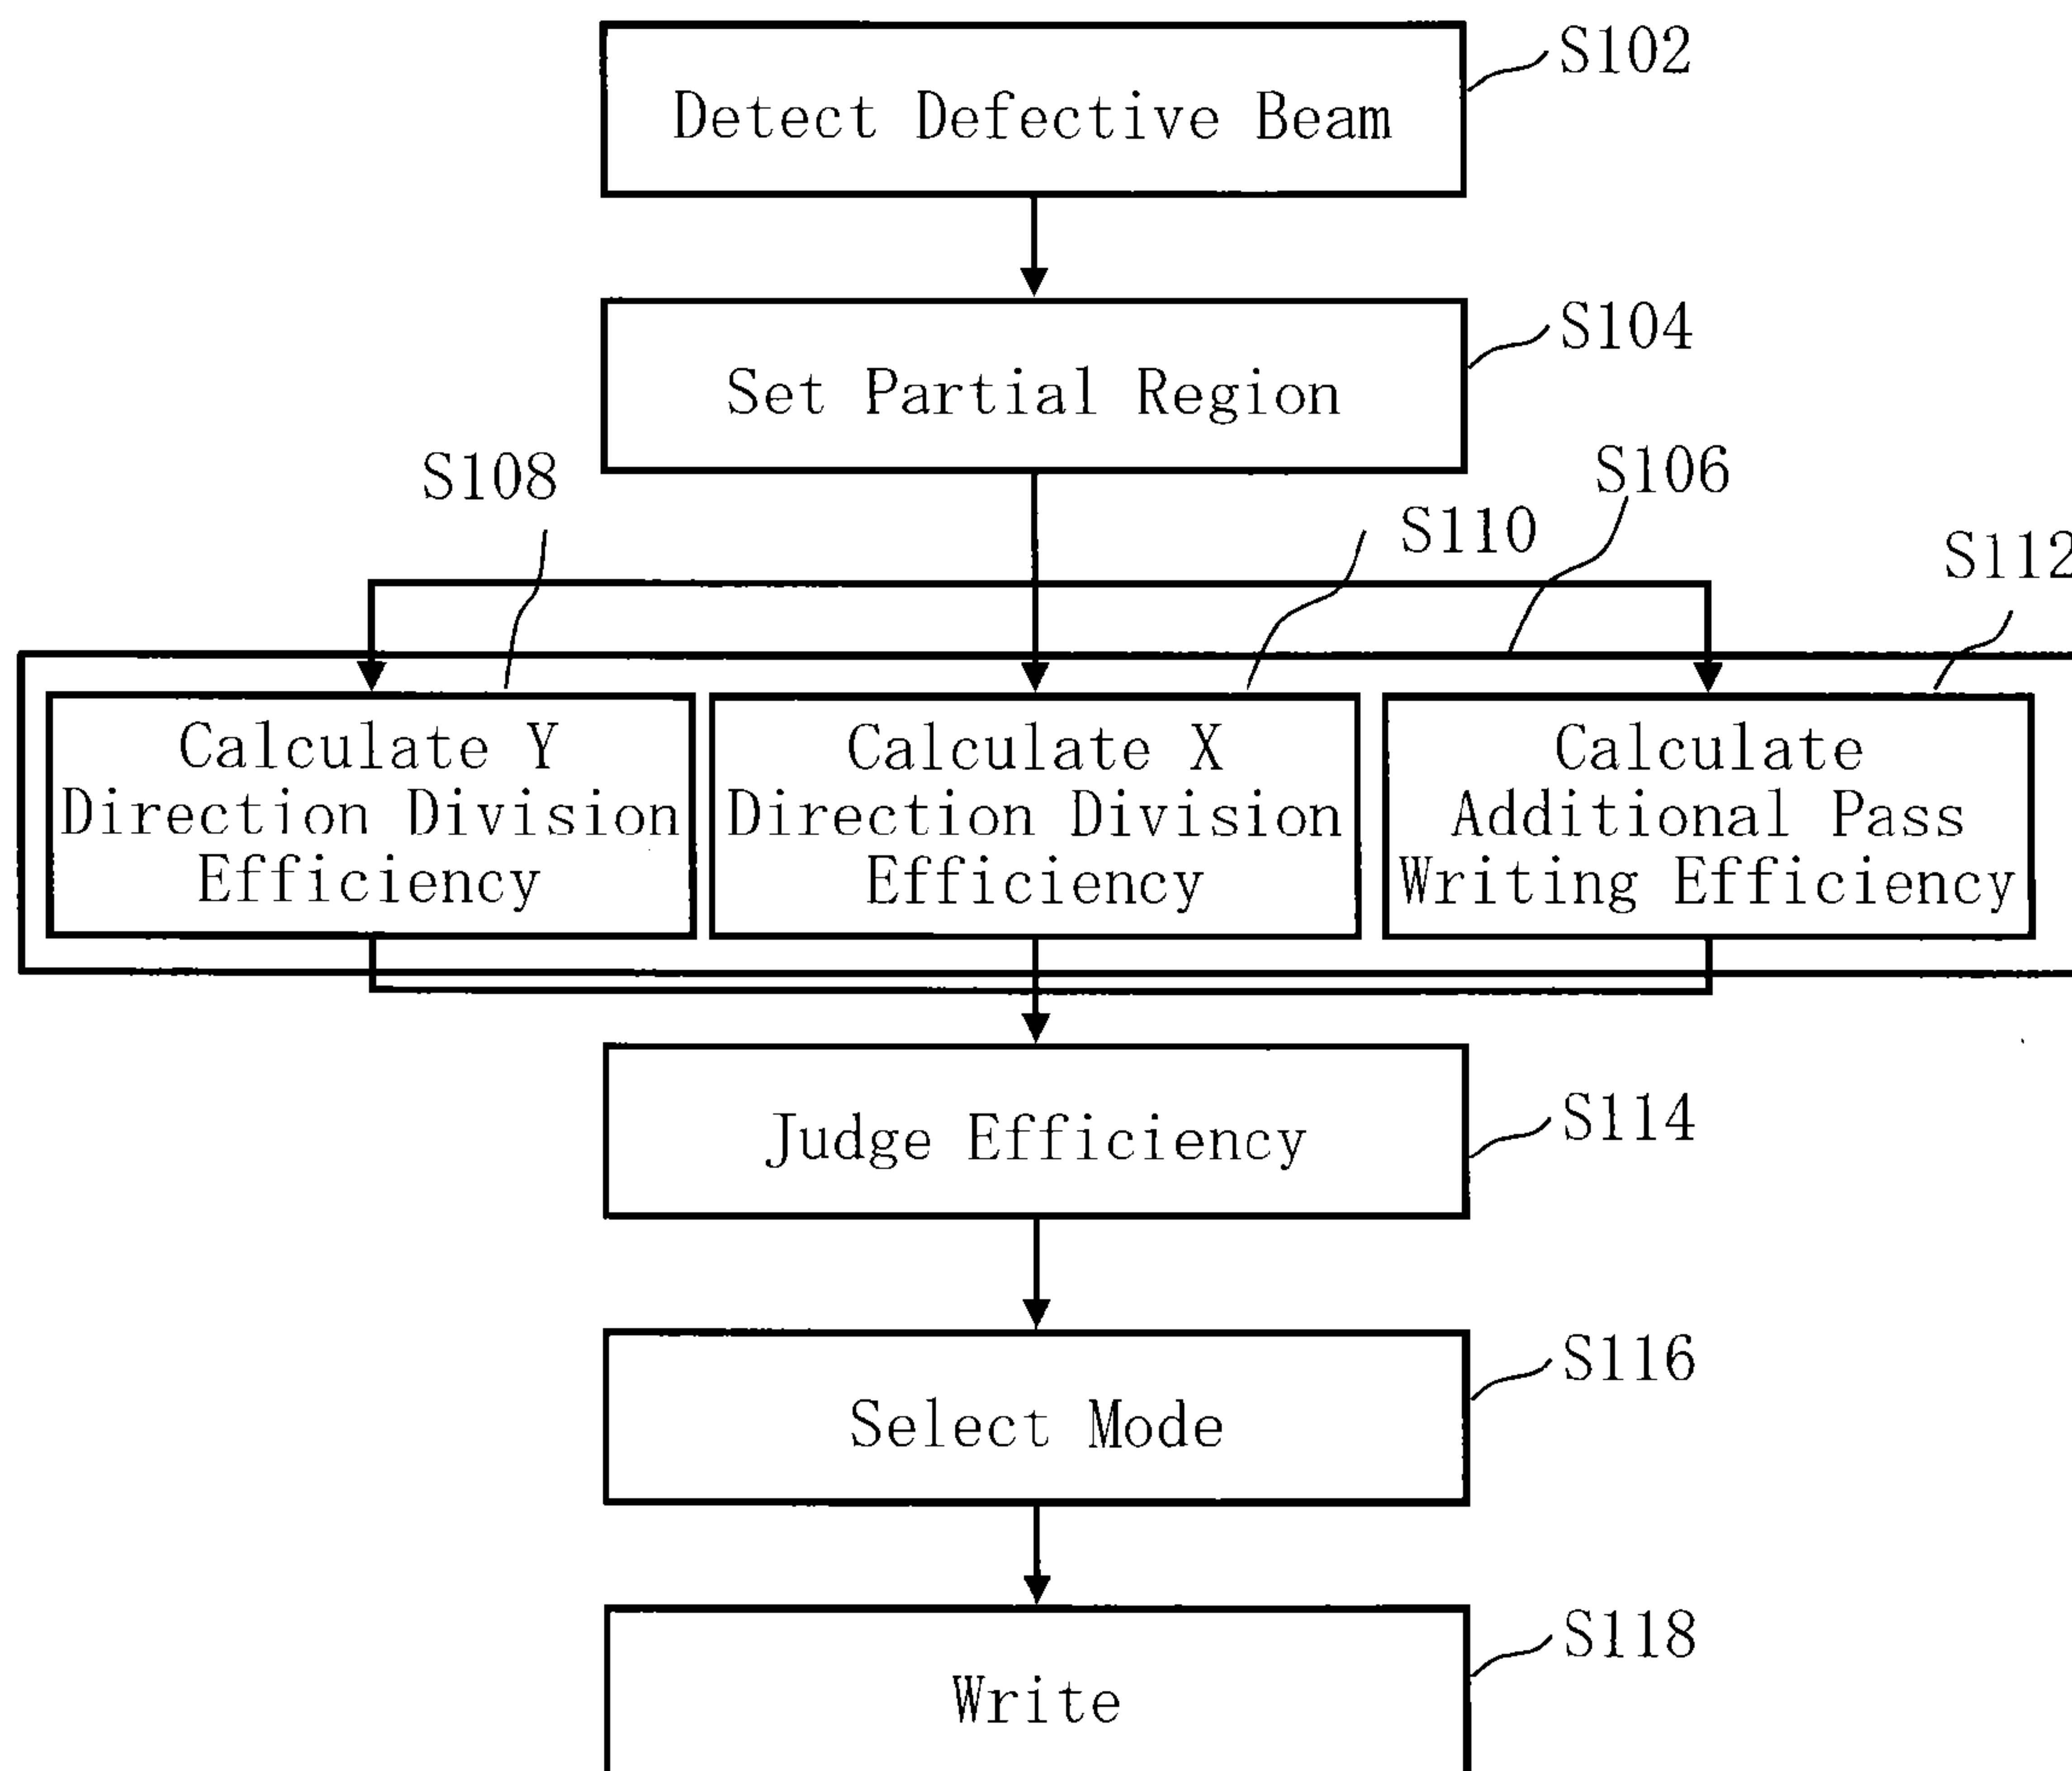 S102
Detect Defective Beam
S104
Set Partial Region
S108
S106
S110
S112
Calculate Y
Direction Division
Efficiency
Calculate X
Direction Division
Efficiency
Calculate
Additional Pass
Writing Efficiency
Judge Efficiency
S114
Select Mode
S116
Write
S118